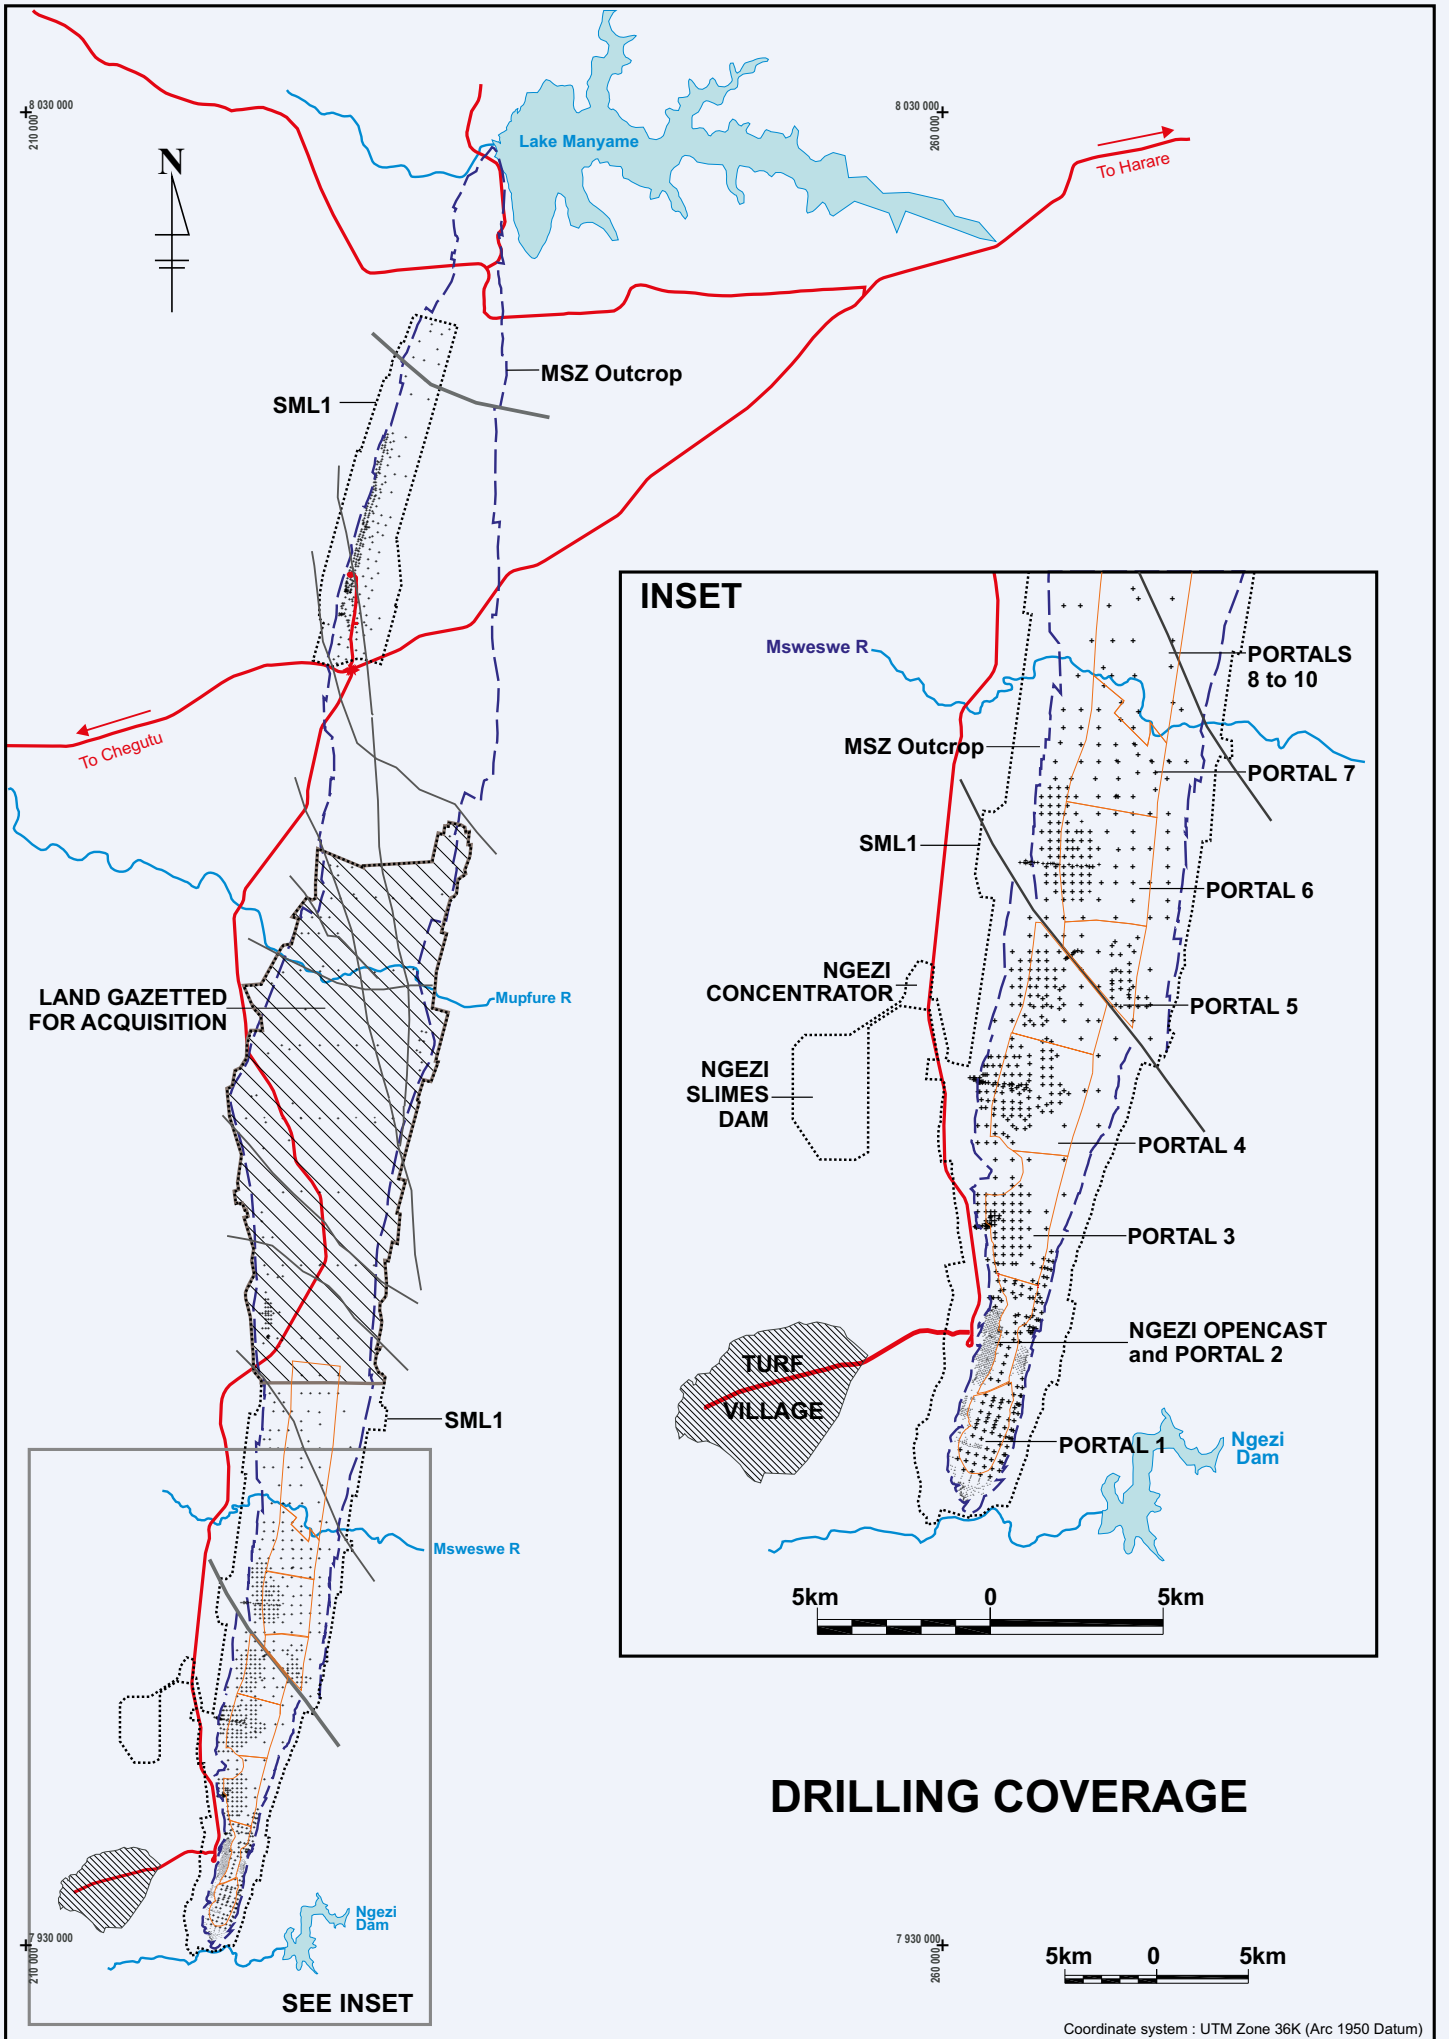 8 030 000
210 000
8 030 000
260 000
N
Lake Manyame
To Harare
MSZ Outcrop
SML1
To Chegutu
LAND GAZETTED
FOR ACQUISITION
Mupfure R
SML1
Msweswe R
Ngezi
Dam
7 930 000
210 000
SEE INSET
INSET
Msweswe R
PORTALS
8 to 10
MSZ Outcrop
PORTAL 7
SML1
PORTAL 6
NGEZI
CONCENTRATOR
PORTAL 5
NGEZI
SLIMES
DAM
PORTAL 4
PORTAL 3
NGEZI OPENCAST
and PORTAL 2
TURF
VILLAGE
PORTAL 1
Ngezi
Dam
5km 0 5km
DRILLING COVERAGE
7 930 000
260 000
5km 0 5km
Coordinate system : UTM Zone 36K (Arc 1950 Datum)